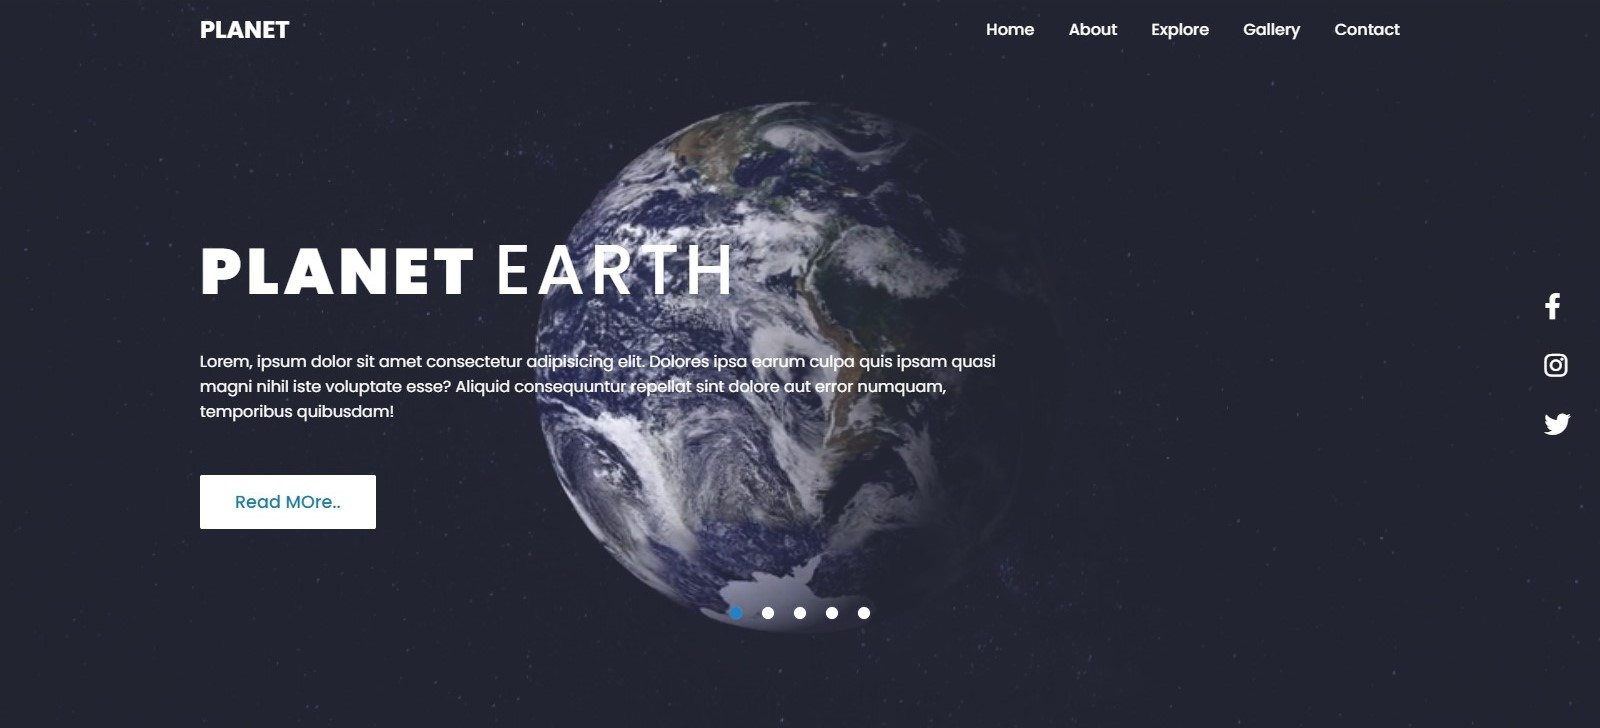 PLANET
Home About Explore Gallery Contact
PLANET EARTH
Lorem, ipsum dolor sit amet consectetur adipisicing elit. Dolores ipsa earum culpa quis ipsam quasi
magni nihil iste voluptate esse? Aliquid consequuntur repellat sint dolore aut error numquam,
temporibus quibusdam!
Read MOre..